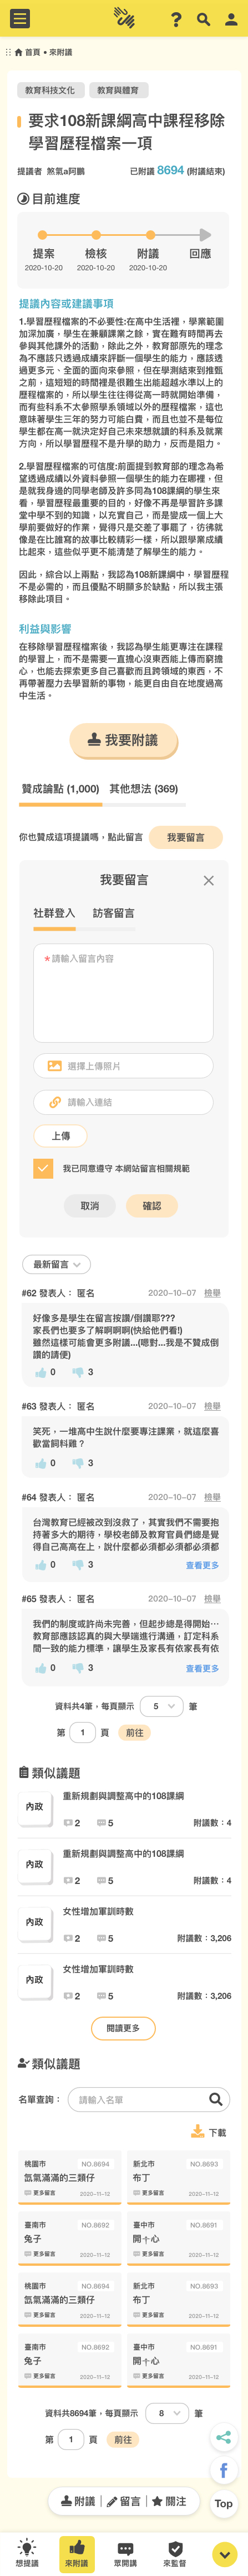 首頁 • 來附議
教育科技文化 教育與體育
要求108新課綱高中課程移除
學習歷程檔案一項
提議者 煞氣a阿鵬 已附議 8694 (附議結束)
目前進度
提案 檢核 附議 回應
2020-10-20 2020-10-20 2020-10-20
提議內容或建議事項
1.學習歷程檔案的不必要性:在高中生活裡，學業範圍
如深加廣，學生在兼顧課業之餘，實在難有時間再去
參與其他課外的活動，除此之外，教育部原先的理念
為不應該只透過成績來評斷一個學生的能力，應該透
過更多元、全面的面向來參照，但在學測結束到推甄
之前，這短短的時間裡是很難生出能超越水準以上的
歷程檔案的，所以學生往往得從高一時就開始準備，
而有些科系不太參照學系領域以外的歷程檔案，這也
意味著學生三年的努力可能白費，而且也並不是每位
學生都在高一就決定好自己未來想就讀的科系及就業
方向，所以學習歷程不是升學的助力，反而是阻力。
2.學習歷程檔案的可信度:前面提到教育部的理念為希
望透過成績以外資料參照一個學生的能力在哪裡，但
是就我身邊的同學老師及許多同為108課綱的學生來
看，學習歷程最重要的目的，好像不再是學習許多課
堂中學不到的知識，以充實自己，而是變成一個上大
學前要做好的作業，覺得只是交差了事罷了，彷彿就
像是在比誰寫的故事比較精彩一樣，所以跟學業成績
比起來，這些似乎更不能清楚了解學生的能力。
因此，綜合以上兩點，我認為108新課綱中，學習歷程
不是必需的，而且優點不明顯多於缺點，所以我主張
移除此項目。
利益與影響
在移除學習歷程檔案後，我認為學生能更專注在課程
的學習上，而不是需要一直擔心沒東西能上傳而窮擔
心，也能去探索更多自己喜歡而且跨領域的東西，不
再帶著壓力去學習新的事物，能更自由自在地度過高
中生活。
我要附議
贊成論點 (1,000) 其他想法 (369)
你也贊成這項提議嗎，點此留言 我要留言
我要留言
社群登入 訪客留言
*請輸入留言內容
選擇上傳照片
請輸入連結
上傳
我已同意遵守 本網站留言相關規範
取消 確認
最新留言
#62 發表人： 匿名 2020-10-07 檢舉
好像多是學生在留言按讚/倒讚耶???
家長們也要多了解啊啊啊(快給他們看!)
雖然這樣可能會更多附議...(嗯對...我是不贊成倒
讚的請便)
0 3
#63 發表人： 匿名 2020-10-07 檢舉
笑死，一堆高中生說什麼要專注課業，就這麼喜
歡當飼料雞？
0 3
#64 發表人： 匿名 2020-10-07 檢舉
台灣教育已經被改到沒救了，其實我們不需要抱
持著多大的期待，學校老師及教育官員們總是覺
得自己高高在上，說什麼都必須都必須都必須都
0 3 查看更多
#65 發表人： 匿名 2020-10-07 檢舉
我們的制度或許尚未完善，但起步總是得開始…
教育部應該認真的與大學端進行溝通，訂定科系
間一致的能力標準，讓學生及家長有依家長有依
0 3 查看更多
資料共4筆，每頁顯示 5 筆
第 1 頁 前往
類似議題
內政 重新規劃與調整高中的108課綱
2 5 附議數：4
內政 重新規劃與調整高中的108課綱
2 5 附議數：4
內政 女性增加軍訓時數
2 5 附議數：3,206
內政 女性增加軍訓時數
2 5 附議數：3,206
閱讀更多
類似議題
名單查詢： 請輸入名單
下載
桃園市 NO.8694 新北市 NO.8693
氙氣滿滿的三類仔 布丁
更多留言 2020-11-12 更多留言 2020-11-12
臺南市 NO.8692 臺中市 NO.8691
兔子 開╬心
更多留言 2020-11-12 更多留言 2020-11-12
桃園市 NO.8694 新北市 NO.8693
氙氣滿滿的三類仔 布丁
更多留言 2020-11-12 更多留言 2020-11-12
臺南市 NO.8692 臺中市 NO.8691
兔子 開╬心
更多留言 2020-11-12 更多留言 2020-11-12
資料共8694筆，每頁顯示 8 筆
第 1 頁 前往
附議 留言 關注
Top
想提議 來附議 眾開講 來監督